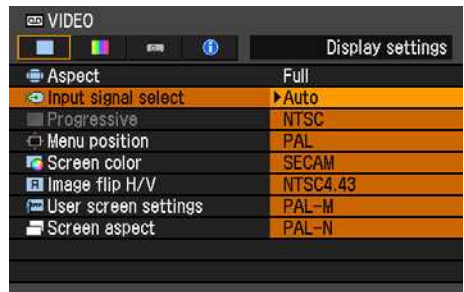 VIDEO
Display settings
Aspect Full
Input signal select Auto
Progressive NTSC
Menu position PAL
Screen color SECAM
Image flip H/V NTSC4.43
User screen settings PAL-M
Screen aspect PAL-N